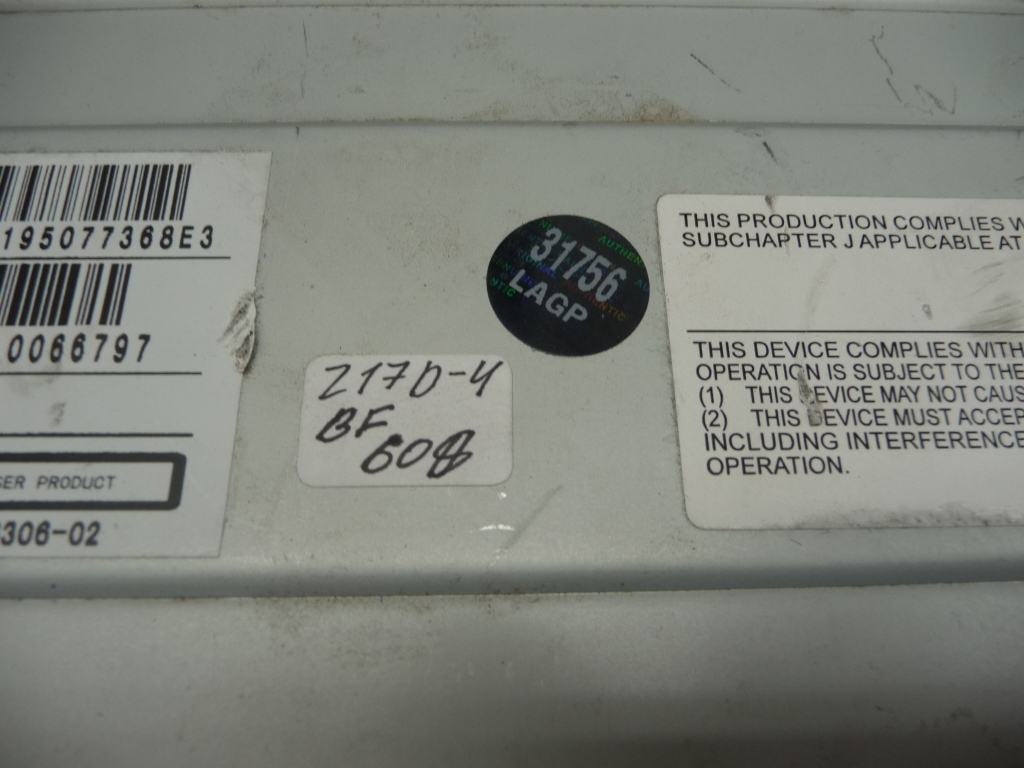 195077368E3
0066797
SER PRODUCT
306-02
217D-4
BF
608
31756
LAGP
THIS PRODUCTION COMPLIES W
SUBCHAPTER J APPLICABLE AT
THIS DEVICE COMPLIES WITH
OPERATION IS SUBJECT TO THE
(1) THIS DEVICE MAY NOT CAUS
(2) THIS DEVICE MUST ACCEP
INCLUDING INTERFERENCE
OPERATION.